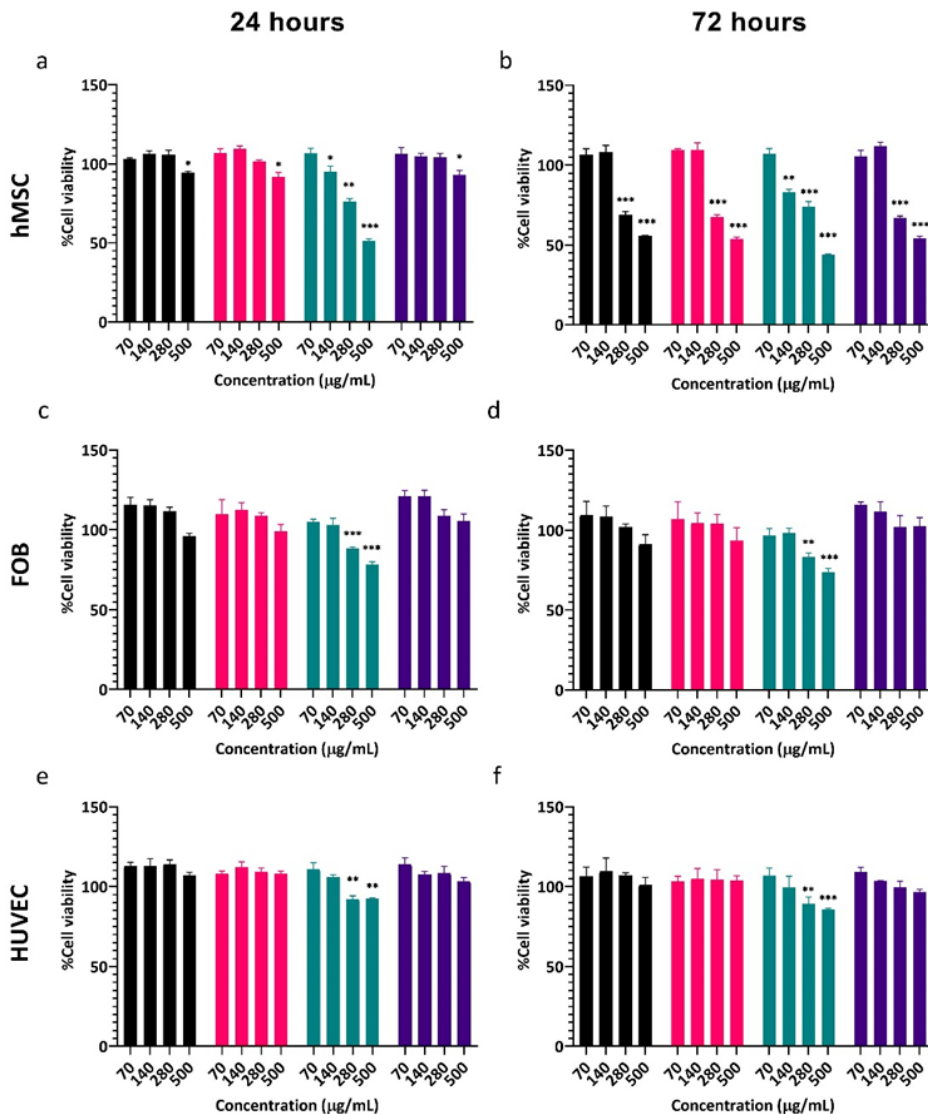 24 hours 72 hours
a b
hMSC
%Cell viability
150
100
50
0
* * * ** *** *
70 140 280 500 70 140 280 500 70 140 280 500 70 140 280 500
Concentration (µg/mL)
%Cell viability
150
100
50
0
*** *** *** *** ** *** *** *** ***
70 140 280 500 70 140 280 500 70 140 280 500 70 140 280 500
Concentration (µg/mL)
c d
FOB
%Cell viability
150
100
50
0
*** ***
70 140 280 500 70 140 280 500 70 140 280 500 70 140 280 500
Concentration (µg/mL)
%Cell viability
150
100
50
0
** ***
70 140 280 500 70 140 280 500 70 140 280 500 70 140 280 500
Concentration (µg/mL)
e f
HUVEC
%Cell viability
150
100
50
0
** **
70 140 280 500 70 140 280 500 70 140 280 500 70 140 280 500
Concentration (µg/mL)
%Cell viability
150
100
50
0
** ***
70 140 280 500 70 140 280 500 70 140 280 500 70 140 280 500
Concentration (µg/mL)